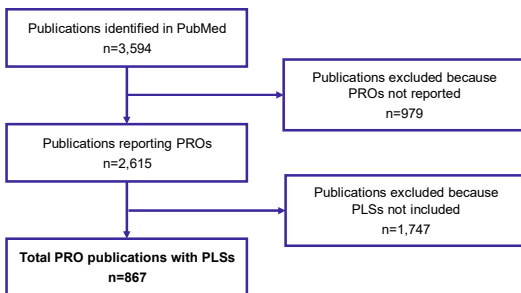 Publications identified in PubMed
n=3,594
Publications excluded because
PROs not reported
n=979
Publications reporting PROs
n=2,615
Publications excluded because
PLSs not included
n=1,747
Total PRO publications with PLSs
n=867